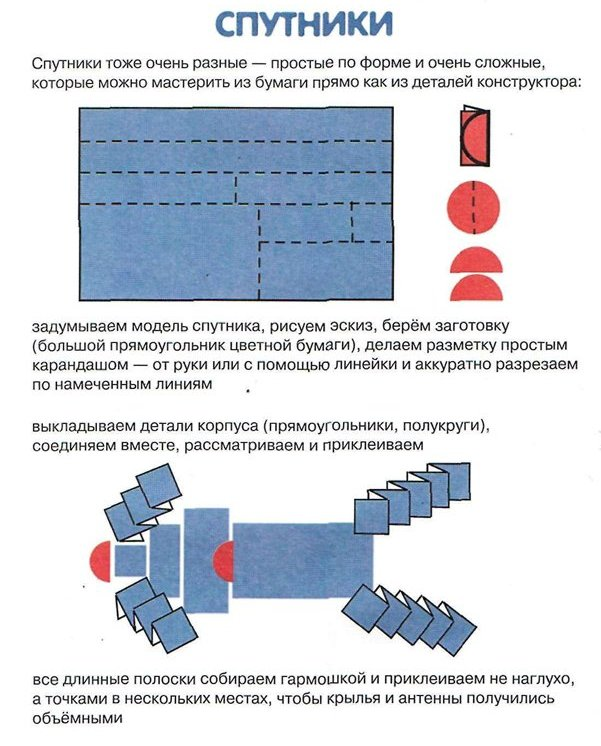 СПУТНИКИ
Спутники тоже очень разные — простые по форме и очень сложные,
которые можно мастерить из бумаги прямо как из деталей конструктора:
задумываем модель спутника, рисуем эскиз, берём заготовку
(большой прямоугольник цветной бумаги), делаем разметку простым
карандашом — от руки или с помощью линейки и аккуратно разрезаем
по намеченным линиям
выкладываем детали корпуса (прямоугольники, полукруги),
соединяем вместе, рассматриваем и приклеиваем
все длинные полоски собираем гармошкой и приклеиваем не наглухо,
а точками в нескольких местах, чтобы крылья и антенны получились
объёмными